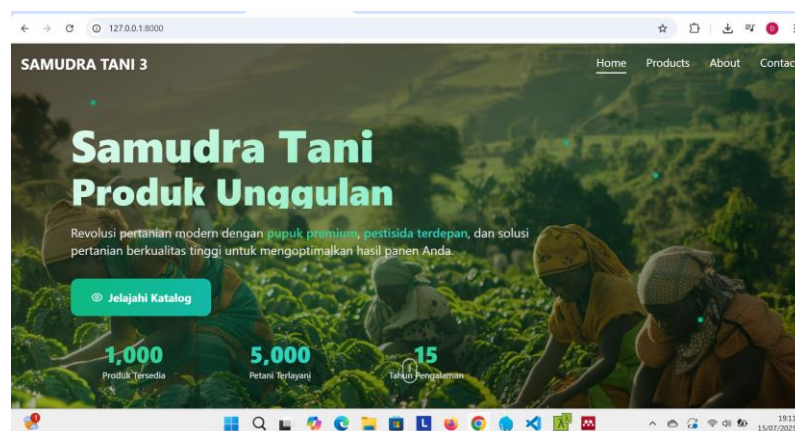 127.0.0.1:8000
SAMUDRA TANI 3
Home Products About Contac
Samudra Tani
Produk Unggulan
Revolusi pertanian modern dengan pupuk premium, pestisida terdepan, dan solusi
pertanian berkualitas tinggi untuk mengoptimalkan hasil panen Anda.
Jelajahi Katalog
1,000 5,000 15
Produk Tersedia Petani Terlayani Tahun Pengalaman
19:11
15/07/2025